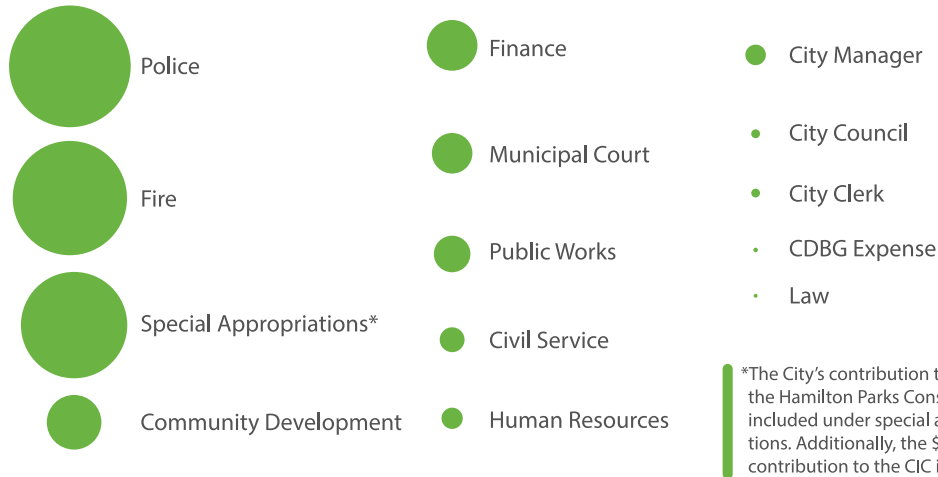 Police
Fire
Special Appropriations*
Community Development
Finance
Municipal Court
Public Works
Civil Service
Human Resources
City Manager
City Council
City Clerk
CDBG Expense
Law
*The City's contribution
the Hamilton Parks
included under special
tions. Additionally, the
contribution to the CIC